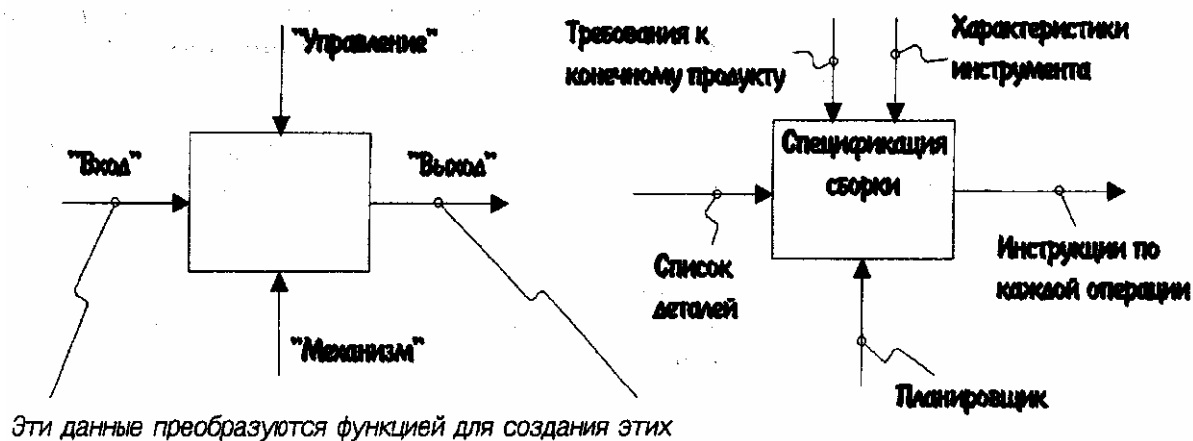 "Управление"
"Вход"
"Выход"
"Механизм"
Эти данные преобразуются функцией для создания этих
Требования к
конечному продукту
Характеристики
инструмента
Спецификация
сборки
Список
деталей
Инструкции по
каждой операции
Планировщик